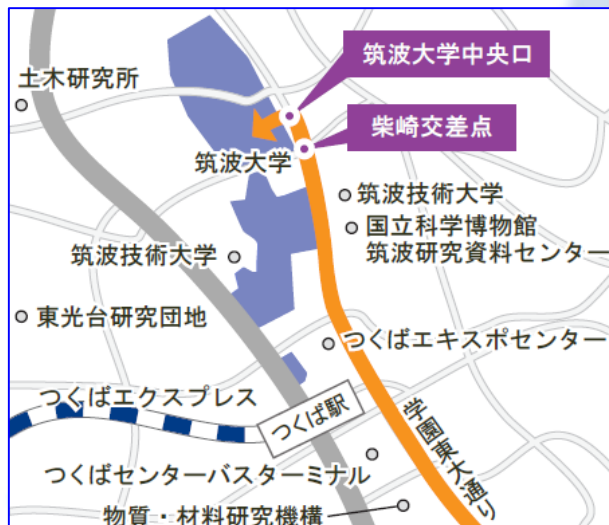 筑波大学中央口
土木研究所
柴崎交差点
筑波大学
筑波技術大学
国立科学博物館
筑波研究資料センター
筑波技術大学
東光台研究団地
つくばエキスポセンター
つくばエクスプレス
つくば駅
学園東大通り
つくばセンターバスターミナル
物質・材料研究機構